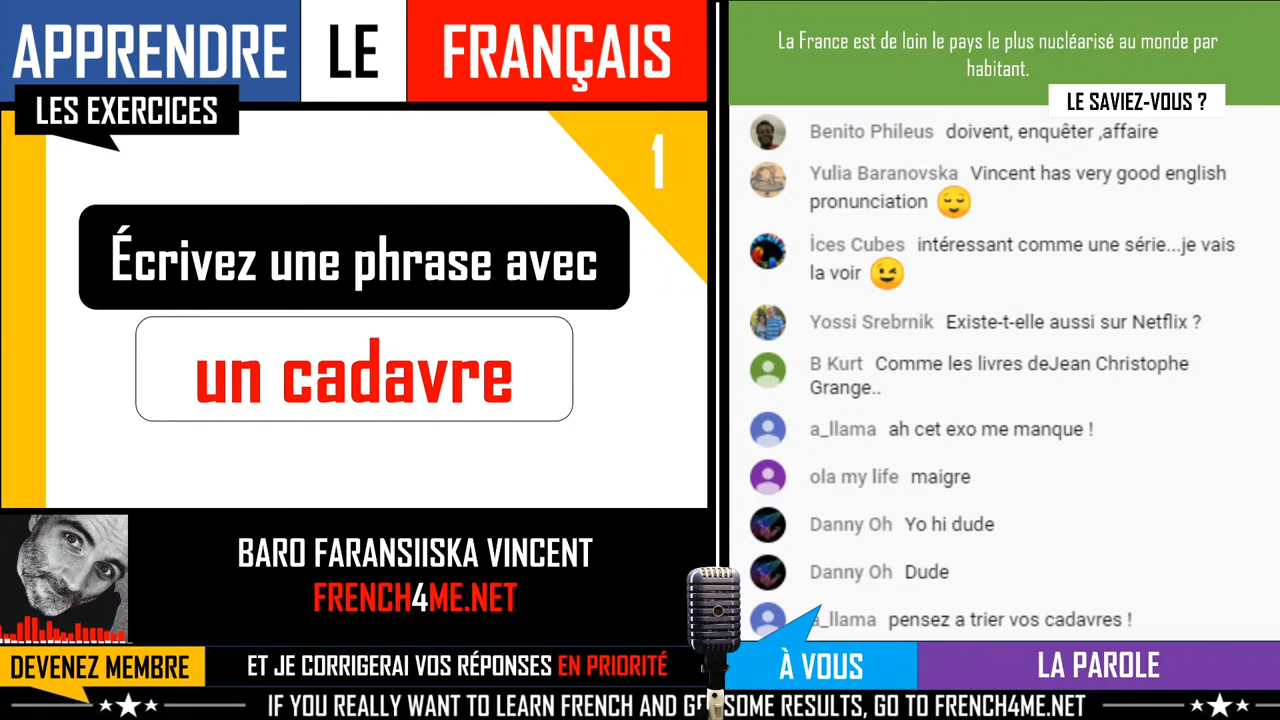 APPRENDRE LE FRANÇAIS
LES EXERCICES
1
Écrivez une phrase avec
un cadavre
BARO FARANSIISKA VINCENT
FRENCH4ME.NET
DEVENEZ MEMBRE
ET JE CORRIGERAI VOS RÉPONSES EN PRIORITÉ
La France est de loin le pays le plus nucléarisé au monde par
habitant.
LE SAVIEZ-VOUS ?
Benito Phileus doivent, enquêter ,affaire
Yulia Baranovska Vincent has very good english
pronunciation
İces Cubes intéressant comme une série...je vais
la voir
Yossi Srebrnik Existe-t-elle aussi sur Netflix ?
B Kurt Comme les livres deJean Christophe
Grange..
a_llama ah cet exo me manque !
ola my life maigre
Danny Oh Yo hi dude
Danny Oh Dude
a_llama pensez a trier vos cadavres !
À VOUS
LA PAROLE
IF YOU REALLY WANT TO LEARN FRENCH AND GET SOME RESULTS, GO TO FRENCH4ME.NET